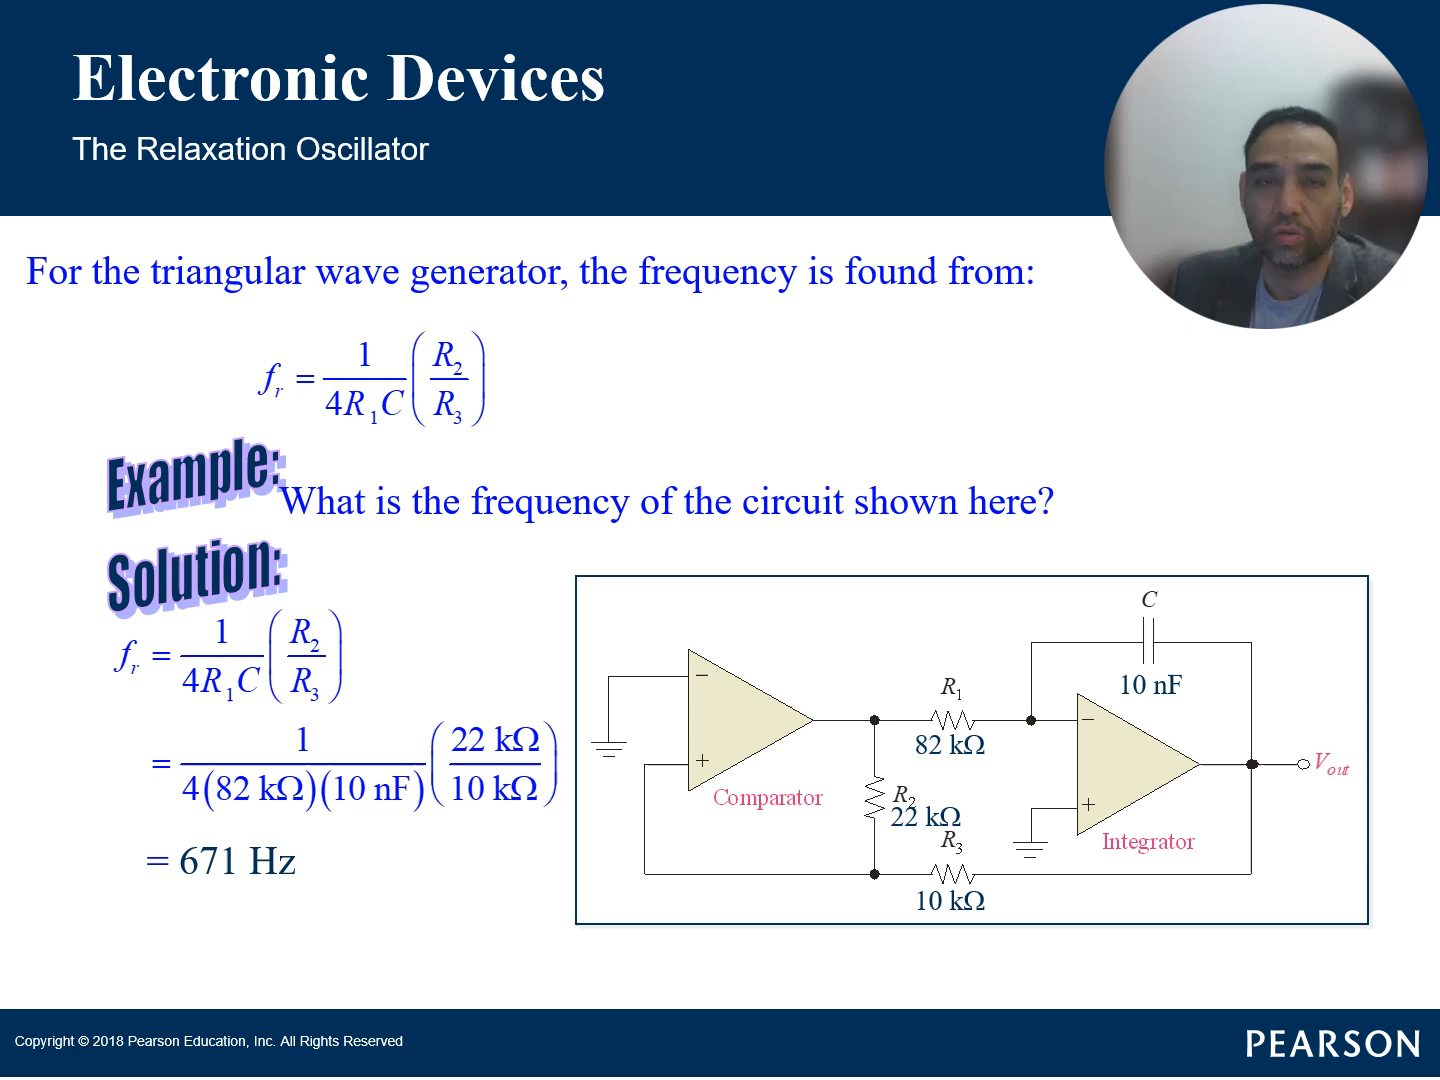 Electronic Devices
The Relaxation Oscillator
For the triangular wave generator, the frequency is found from:
f_r = 1/(4R_1C) (R_2/R_3)
Example:
What is the frequency of the circuit shown here?
Solution:
f_r = 1/(4R_1C) (R_2/R_3)
= 1/(4(82 kΩ)(10 nF)) (22 kΩ/10 kΩ)
= 671 Hz
C
10 nF
R_1
82 kΩ
−
+
Comparator
R_2
22 kΩ
R_3
10 kΩ
−
+
Integrator
V_out
Copyright © 2018 Pearson Education, Inc. All Rights Reserved
PEARSON